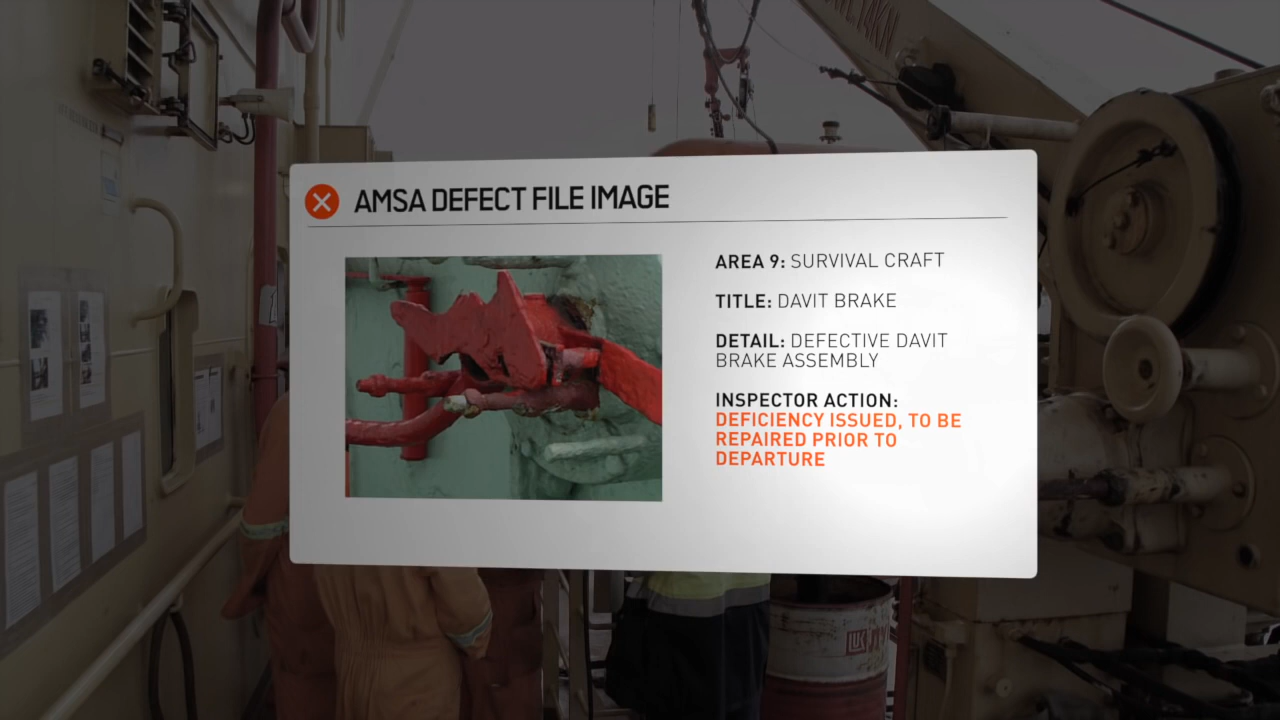 AMSA DEFECT FILE IMAGE
AREA 9: SURVIVAL CRAFT
TITLE: DAVIT BRAKE
DETAIL: DEFECTIVE DAVIT
BRAKE ASSEMBLY
INSPECTOR ACTION:
DEFICIENCY ISSUED, TO BE
REPAIRED PRIOR TO
DEPARTURE